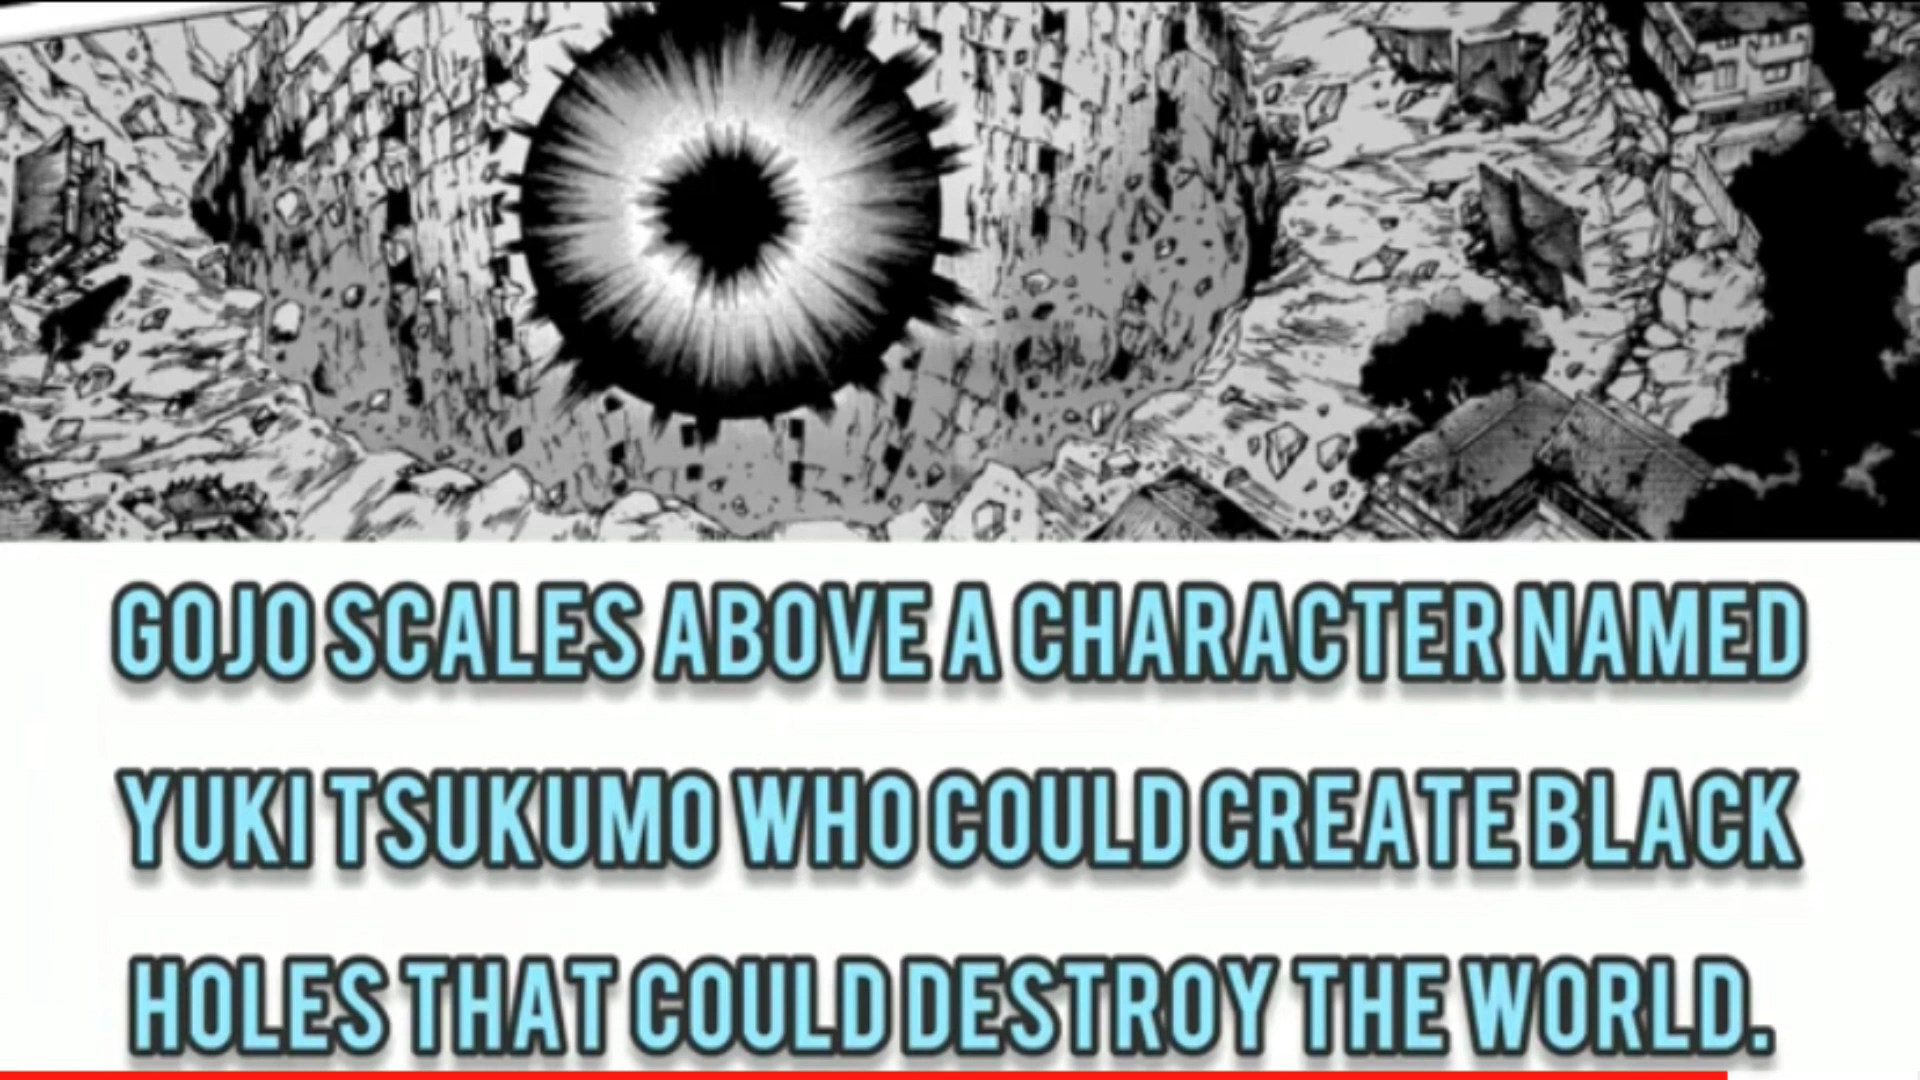 GOJO SCALES ABOVE A CHARACTER NAMED
YUKI TSUKUMO WHO COULD CREATE BLACK
HOLES THAT COULD DESTROY THE WORLD.